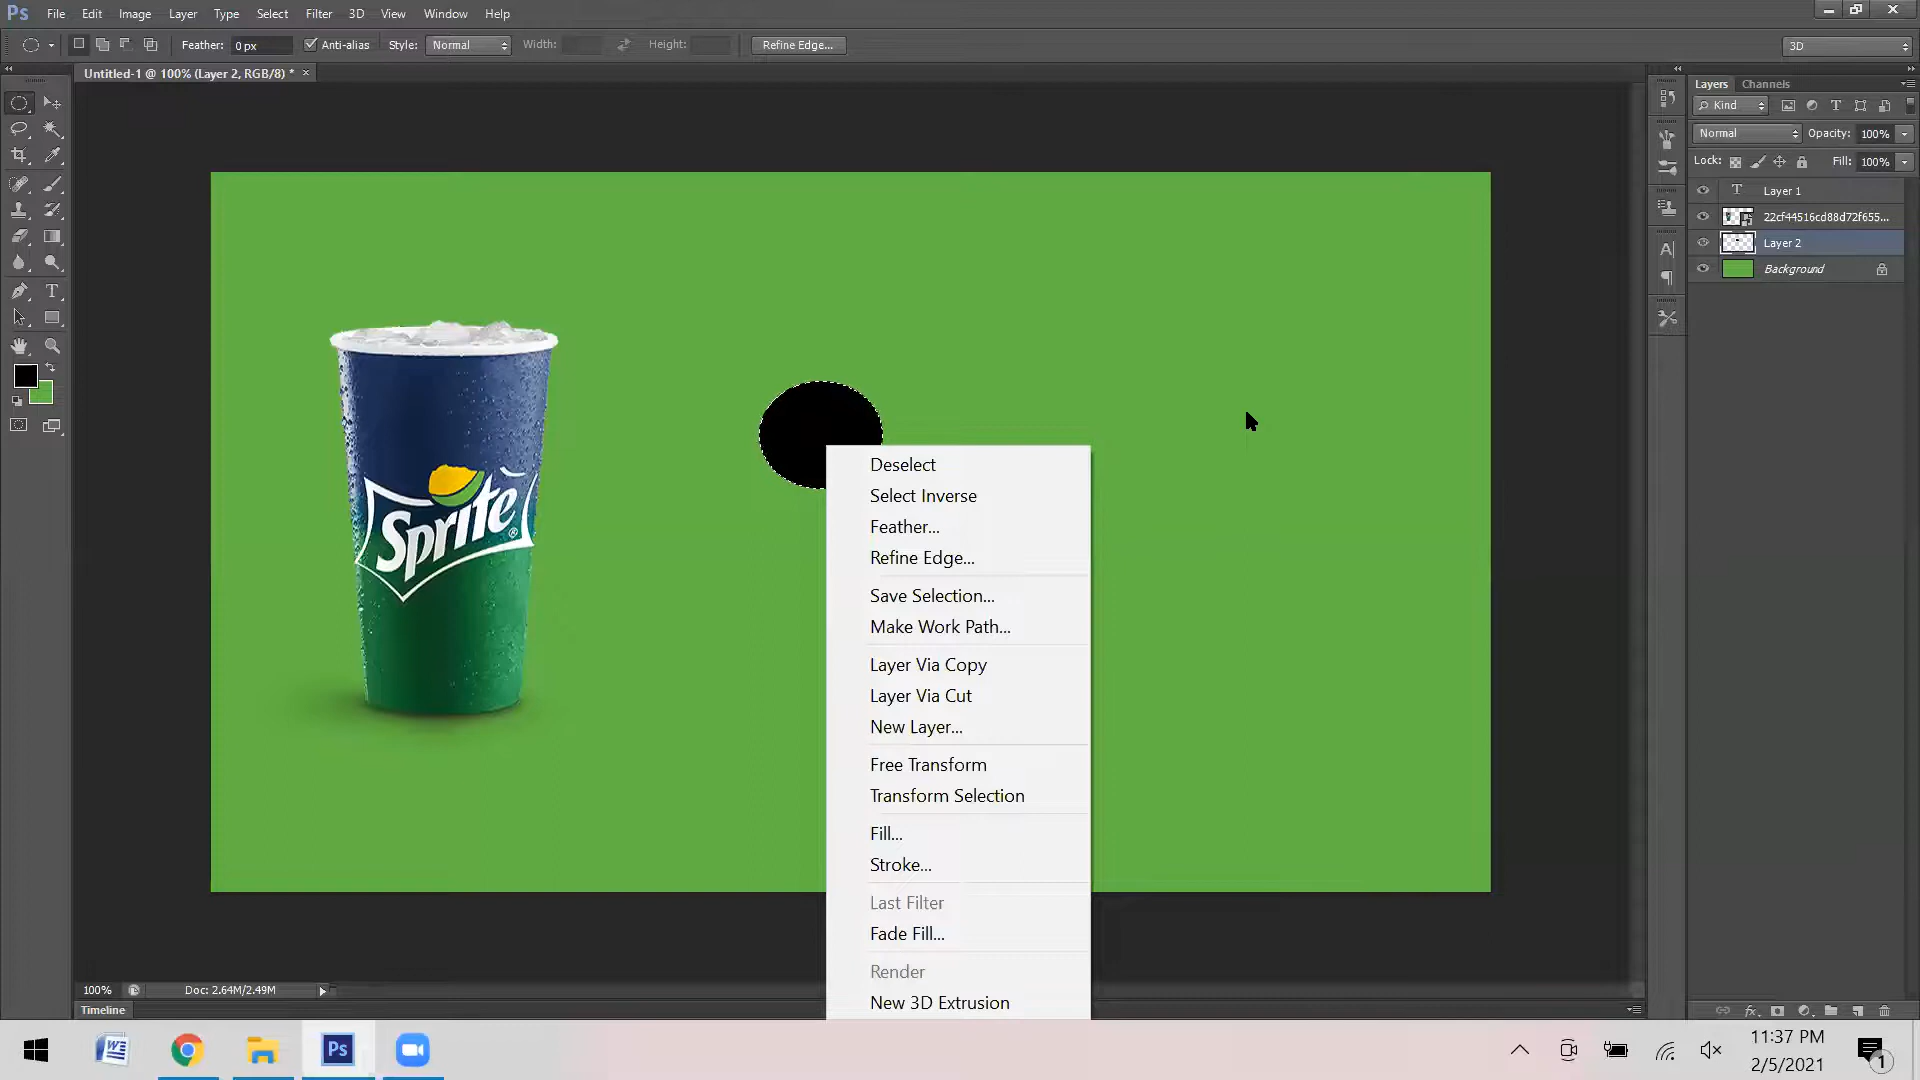 Ps File Edit Image Layer Type Select Filter 3D View Window Help
Feather: 0 px Anti-alias Style: Normal Width: Height: Refine Edge... 3D
Untitled-1 @ 100% (Layer 2, RGB/8) * ×
Layers Channels
Kind
Normal Opacity: 100%
Lock: Fill: 100%
Layer 1
22cf44516cd88d72f655...
Layer 2
Background
Sprite ®
Deselect
Select Inverse
Feather...
Refine Edge...
Save Selection...
Make Work Path...
Layer Via Copy
Layer Via Cut
New Layer...
Free Transform
Transform Selection
Fill...
Stroke...
Last Filter
Fade Fill...
Render
New 3D Extrusion
100% Doc: 2.64M/2.49M
Timeline
Ps
11:37 PM
2/5/2021
1